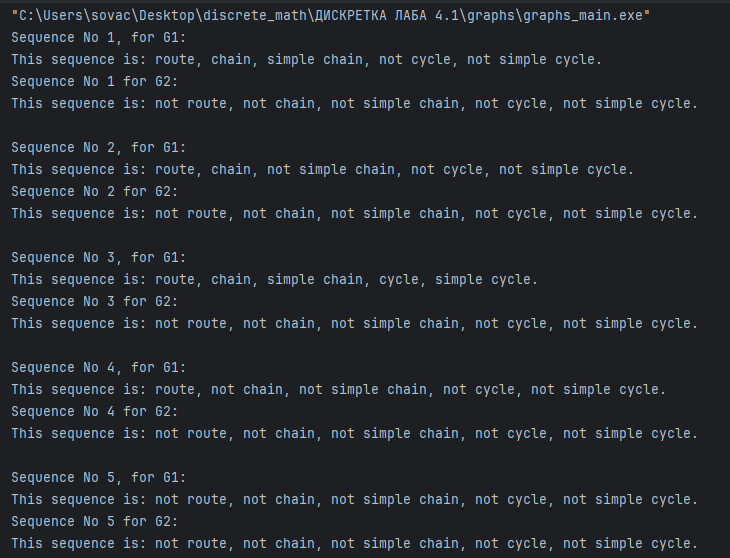 "C:\Users\sovac\Desktop\discrete_math\ДИСКРЕТКА ЛАБА 4.1\graphs\graphs_main.exe"
Sequence No 1, for G1:
This sequence is: route, chain, simple chain, not cycle, not simple cycle.
Sequence No 1 for G2:
This sequence is: not route, not chain, not simple chain, not cycle, not simple cycle.
Sequence No 2, for G1:
This sequence is: route, chain, not simple chain, not cycle, not simple cycle.
Sequence No 2 for G2:
This sequence is: not route, not chain, not simple chain, not cycle, not simple cycle.
Sequence No 3, for G1:
This sequence is: route, chain, simple chain, cycle, simple cycle.
Sequence No 3 for G2:
This sequence is: not route, not chain, not simple chain, not cycle, not simple cycle.
Sequence No 4, for G1:
This sequence is: route, not chain, not simple chain, not cycle, not simple cycle.
Sequence No 4 for G2:
This sequence is: not route, not chain, not simple chain, not cycle, not simple cycle.
Sequence No 5, for G1:
This sequence is: not route, not chain, not simple chain, not cycle, not simple cycle.
Sequence No 5 for G2:
This sequence is: not route, not chain, not simple chain, not cycle, not simple cycle.